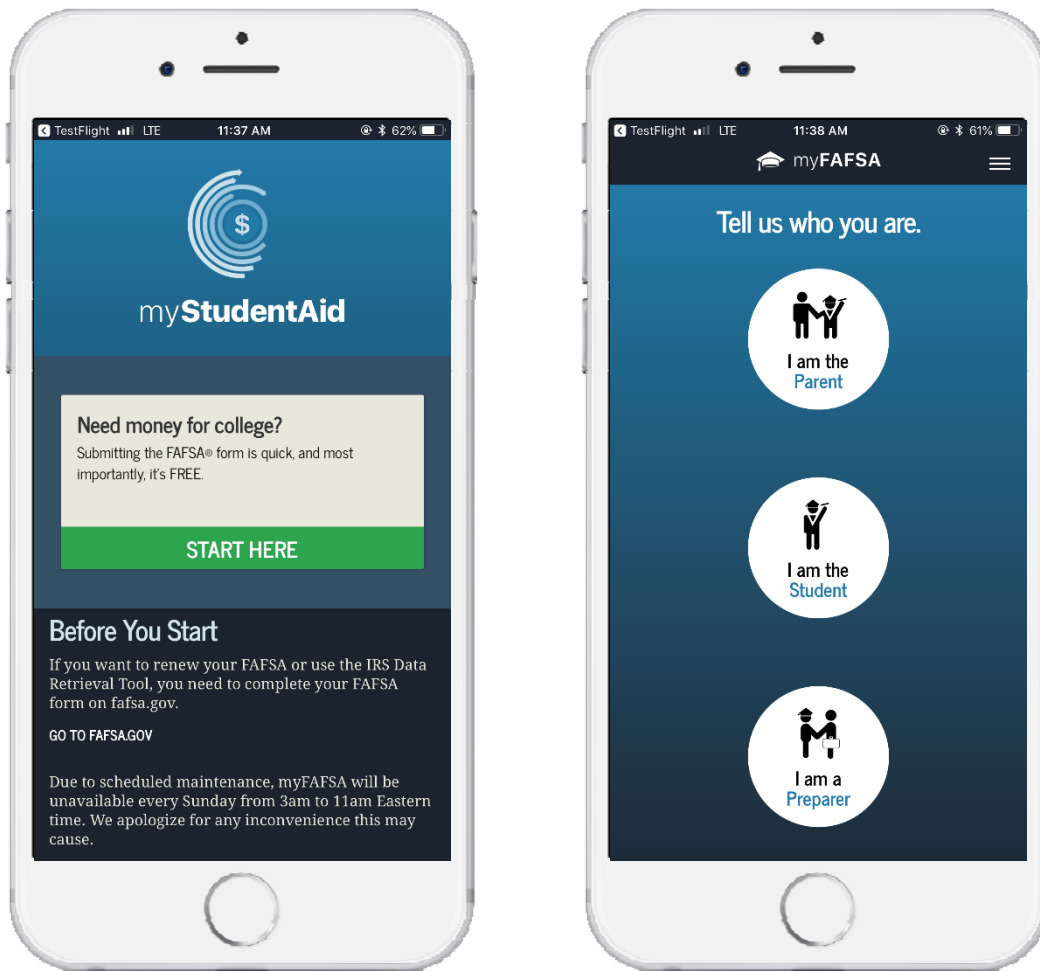 TestFlight LTE 11:37 AM 62%
$
myStudentAid
Need money for college?
Submitting the FAFSA® form is quick, and most
importantly, it's FREE.
START HERE
Before You Start
If you want to renew your FAFSA or use the IRS Data
Retrieval Tool, you need to complete your FAFSA
form on fafsa.gov.
GO TO FAFSA.GOV
Due to scheduled maintenance, myFAFSA will be
unavailable every Sunday from 3am to 11am Eastern
time. We apologize for any inconvenience this may
cause.
TestFlight LTE 11:38 AM 61%
myFAFSA
Tell us who you are.
I am the
Parent
I am the
Student
I am a
Preparer